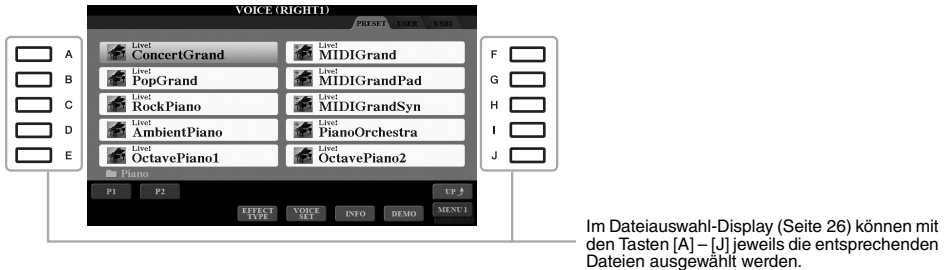 VOICE (RIGHT1)
PRESET USER USB1
A Live! ConcertGrand Live! MIDIGrand F
B Live! PopGrand Live! MIDIGrandPad G
C Live! RockPiano Live! MIDIGrandSyn H
D Live! AmbientPiano Live! PianoOrchestra I
E Live! OctavePiano1 Live! OctavePiano2 J
Piano
P1 P2 UP
EFFECT TYPE VOICE SET INFO DEMO MENU 1
Im Dateiauswahl-Display (Seite 26) können mit
den Tasten [A] – [J] jeweils die entsprechenden
Dateien ausgewählt werden.